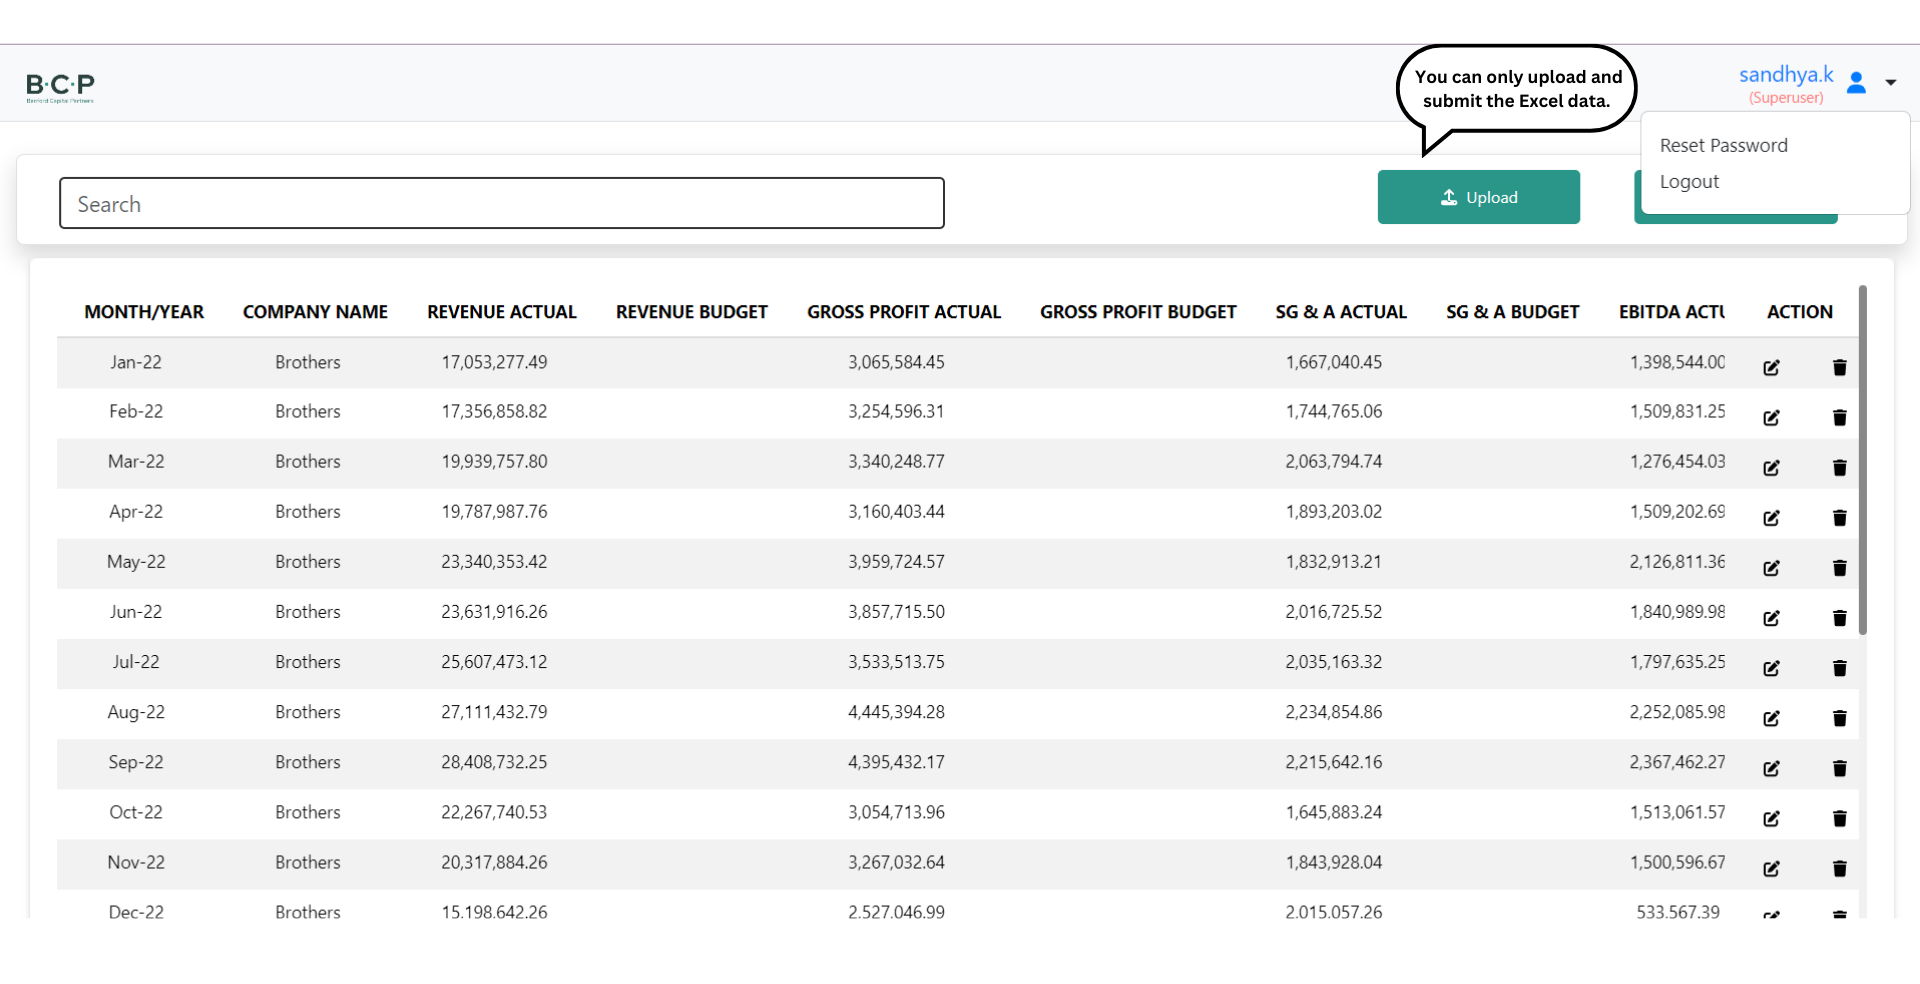 B·C·P
Banford Capital Partners
You can only upload and
submit the Excel data.
sandhya.k
(Superuser)
Reset Password
Logout
Search
Upload
MONTH/YEAR COMPANY NAME REVENUE ACTUAL REVENUE BUDGET GROSS PROFIT ACTUAL GROSS PROFIT BUDGET SG & A ACTUAL SG & A BUDGET EBITDA ACTU ACTION
Jan-22 Brothers 17,053,277.49 3,065,584.45 1,667,040.45 1,398,544.00
Feb-22 Brothers 17,356,858.82 3,254,596.31 1,744,765.06 1,509,831.25
Mar-22 Brothers 19,939,757.80 3,340,248.77 2,063,794.74 1,276,454.03
Apr-22 Brothers 19,787,987.76 3,160,403.44 1,893,203.02 1,509,202.69
May-22 Brothers 23,340,353.42 3,959,724.57 1,832,913.21 2,126,811.36
Jun-22 Brothers 23,631,916.26 3,857,715.50 2,016,725.52 1,840,989.98
Jul-22 Brothers 25,607,473.12 3,533,513.75 2,035,163.32 1,797,635.25
Aug-22 Brothers 27,111,432.79 4,445,394.28 2,234,854.86 2,252,085.98
Sep-22 Brothers 28,408,732.25 4,395,432.17 2,215,642.16 2,367,462.27
Oct-22 Brothers 22,267,740.53 3,054,713.96 1,645,883.24 1,513,061.57
Nov-22 Brothers 20,317,884.26 3,267,032.64 1,843,928.04 1,500,596.67
Dec-22 Brothers 15,198,642.26 2,527,046.99 2,015,057.26 533,567.39